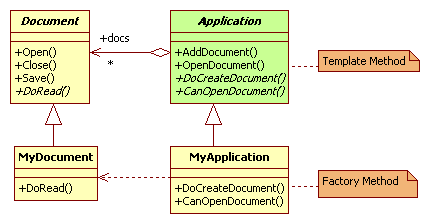 Document
+Open()
+Close()
+Save()
+DoRead()
+docs
*
Application
+AddDocument()
+OpenDocument()
+DoCreateDocument()
+CanOpenDocument()
Template Method
MyDocument
+DoRead()
MyApplication
+DoCreateDocument()
+CanOpenDocument()
Factory Method